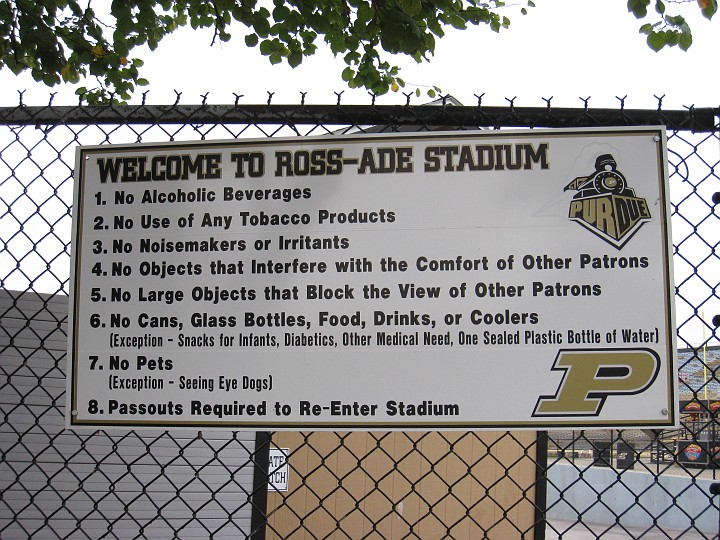 WELCOME TO ROSS-ADE STADIUM
1. No Alcoholic Beverages
2. No Use of Any Tobacco Products
3. No Noisemakers or Irritants
4. No Objects that Interfere with the Comfort of Other Patrons
5. No Large Objects that Block the View of Other Patrons
6. No Cans, Glass Bottles, Food, Drinks, or Coolers
(Exception - Snacks for Infants, Diabetics, Other Medical Need, One Sealed Plastic Bottle of Water)
7. No Pets
(Exception - Seeing Eye Dogs)
8. Passouts Required to Re-Enter Stadium
PURDUE
P